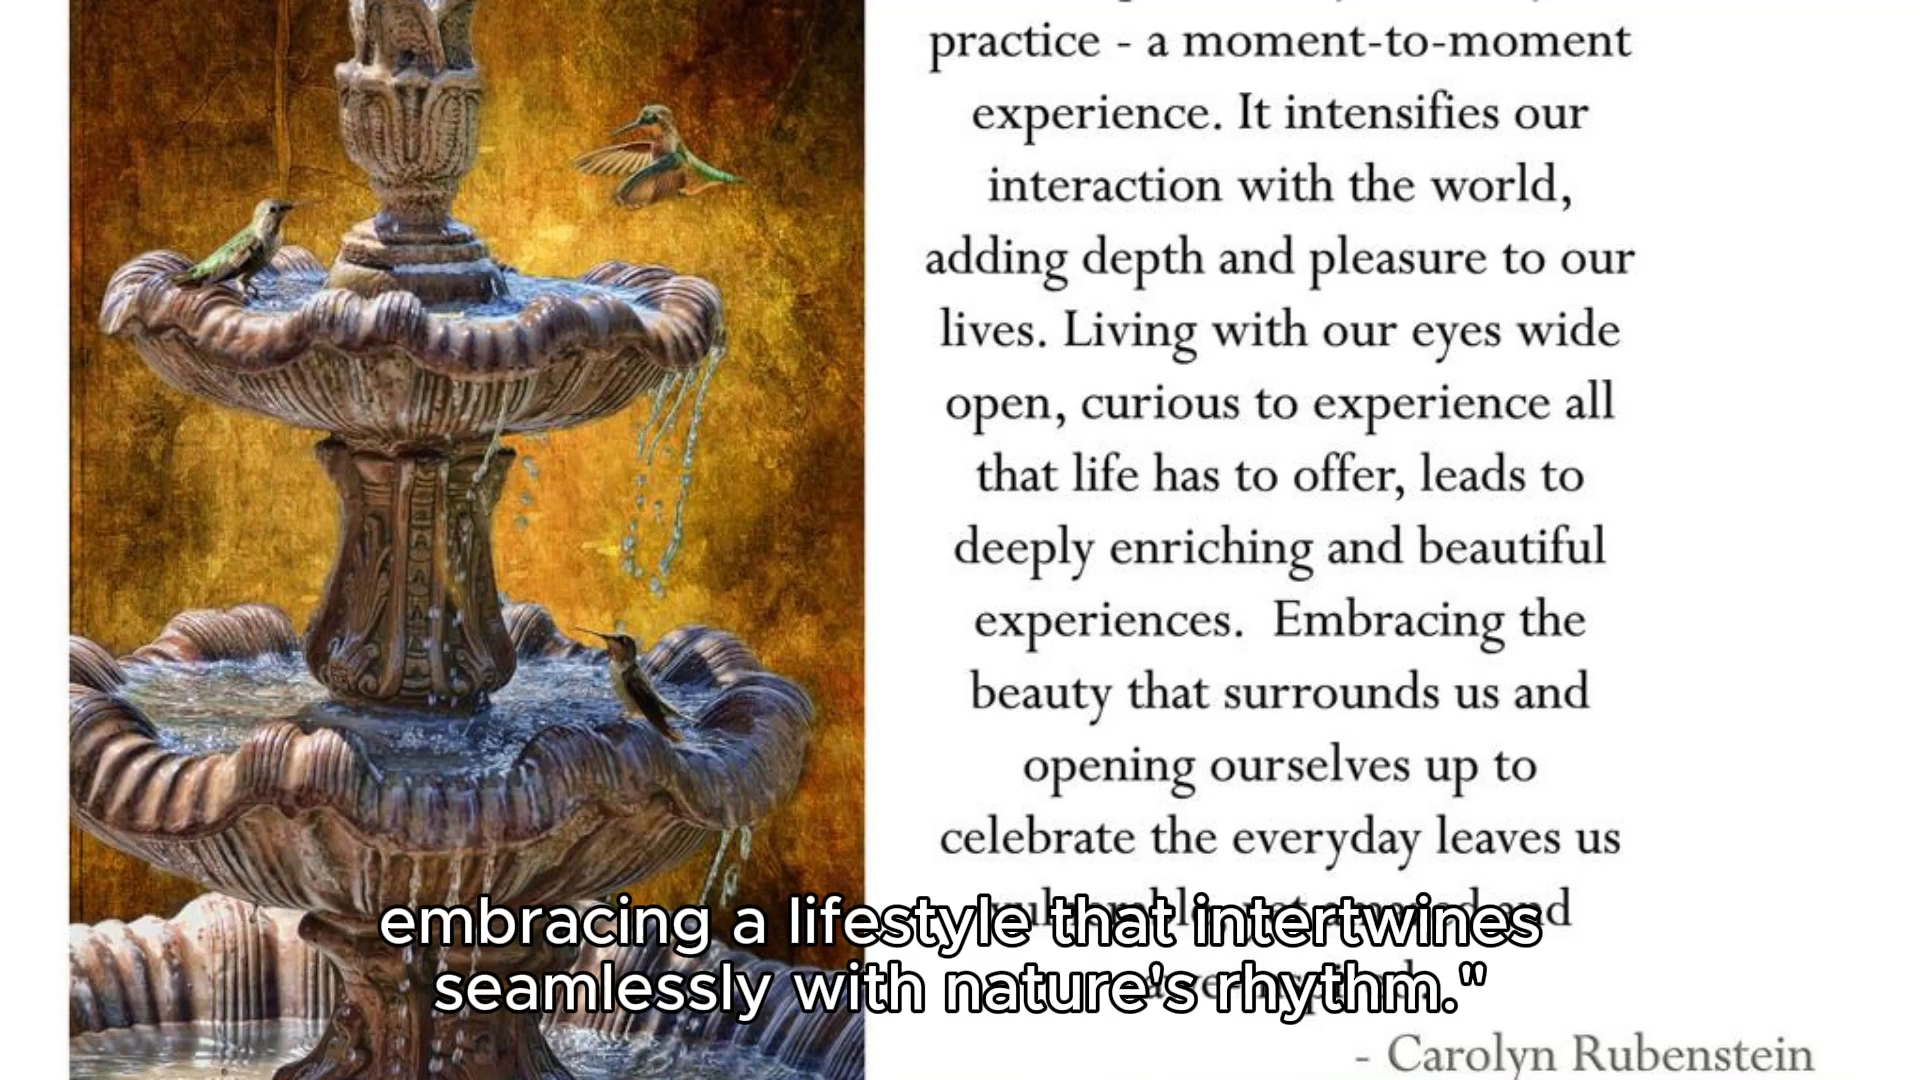 practice - a moment-to-moment
experience. It intensifies our
interaction with the world,
adding depth and pleasure to our
lives. Living with our eyes wide
open, curious to experience all
that life has to offer, leads to
deeply enriching and beautiful
experiences.  Embracing the
beauty that surrounds us and
opening ourselves up to
celebrate the everyday leaves us
and
embracing a lifestyle that intertwines
seamlessly with nature's rhythm."
- Carolyn Rubenstein